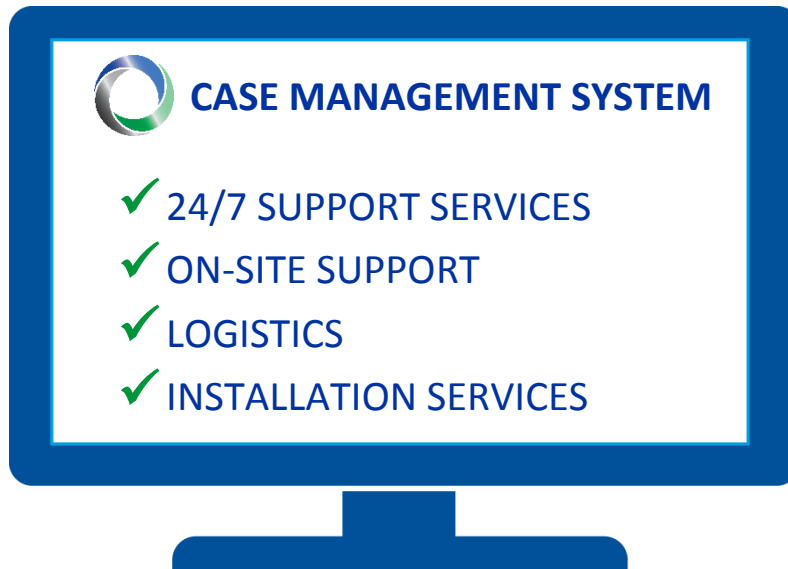 CASE MANAGEMENT SYSTEM
24/7 SUPPORT SERVICES
ON-SITE SUPPORT
LOGISTICS
INSTALLATION SERVICES